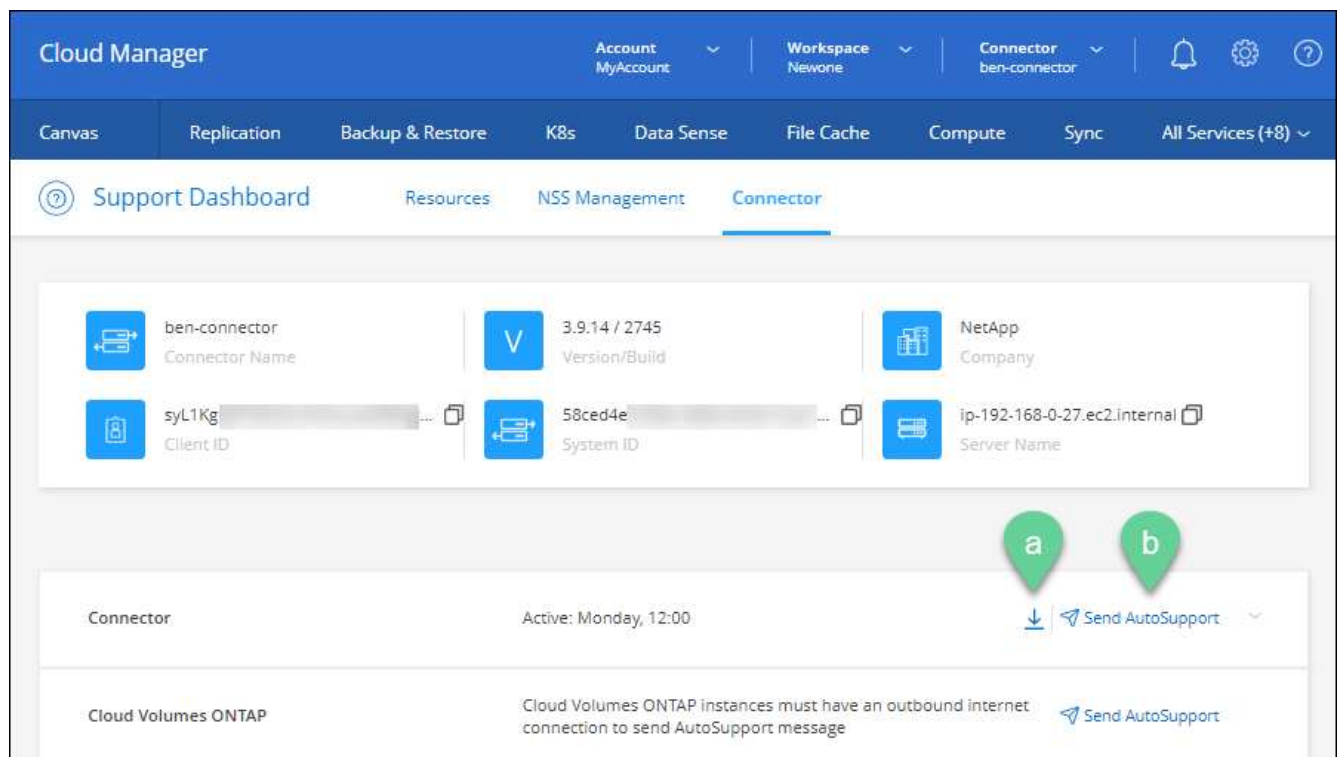 Cloud Manager
Account
MyAccount
Workspace
Newone
Connector
ben-connector
Canvas Replication Backup & Restore K8s Data Sense File Cache Compute Sync All Services (+8)
Support Dashboard Resources NSS Management Connector
ben-connector
Connector Name
V
3.9.14 / 2745
Version/Build
NetApp
Company
syL1Kg ...
Client ID
58ced4e ...
System ID
ip-192-168-0-27.ec2.internal
Server Name
a b
Connector Active: Monday, 12:00 Send AutoSupport
Cloud Volumes ONTAP
Cloud Volumes ONTAP instances must have an outbound internet
connection to send AutoSupport message
Send AutoSupport